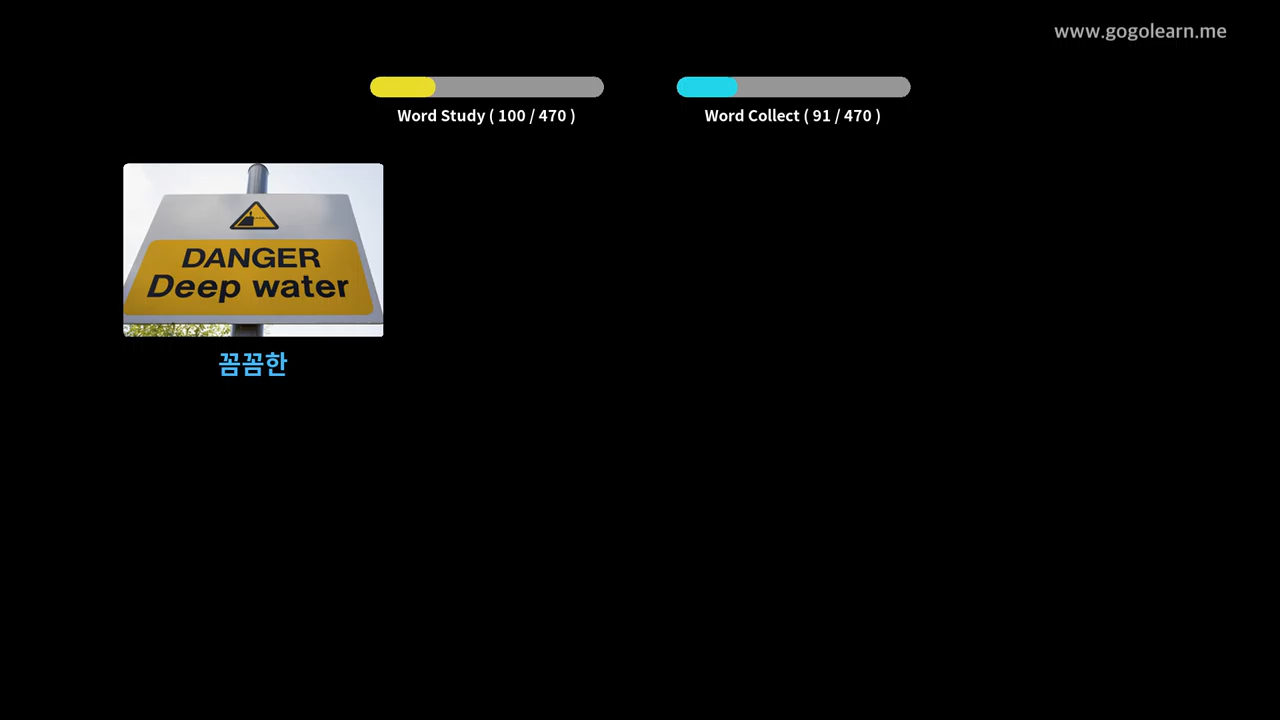 www.gogolearn.me
Word Study ( 100 / 470 )
Word Collect ( 91 / 470 )
DANGER
Deep water
꼼꼼한